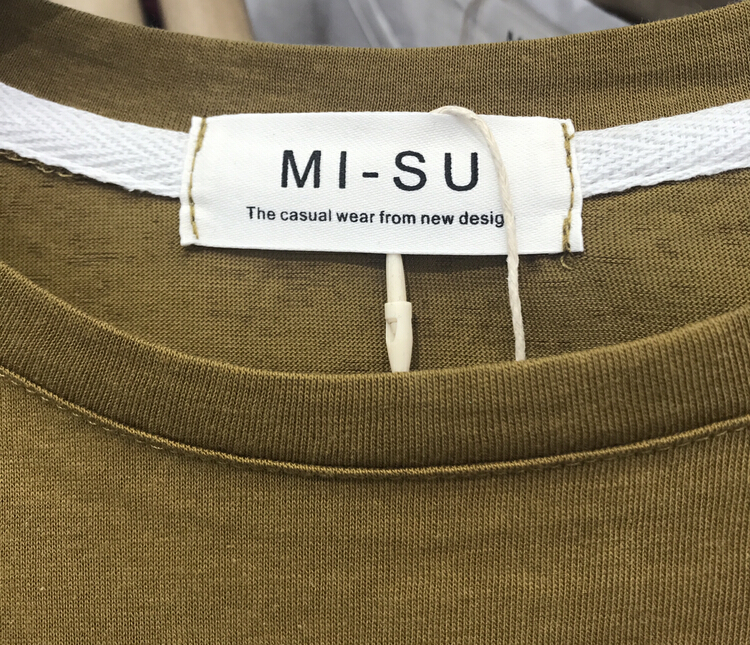 MI-SU
The casual wear from new desig